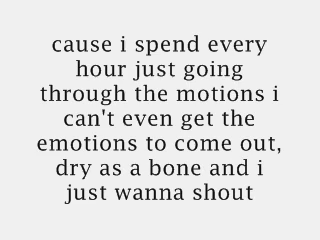 cause i spend every
hour just going
through the motions i
can't even get the
emotions to come out,
dry as a bone and i
just wanna shout